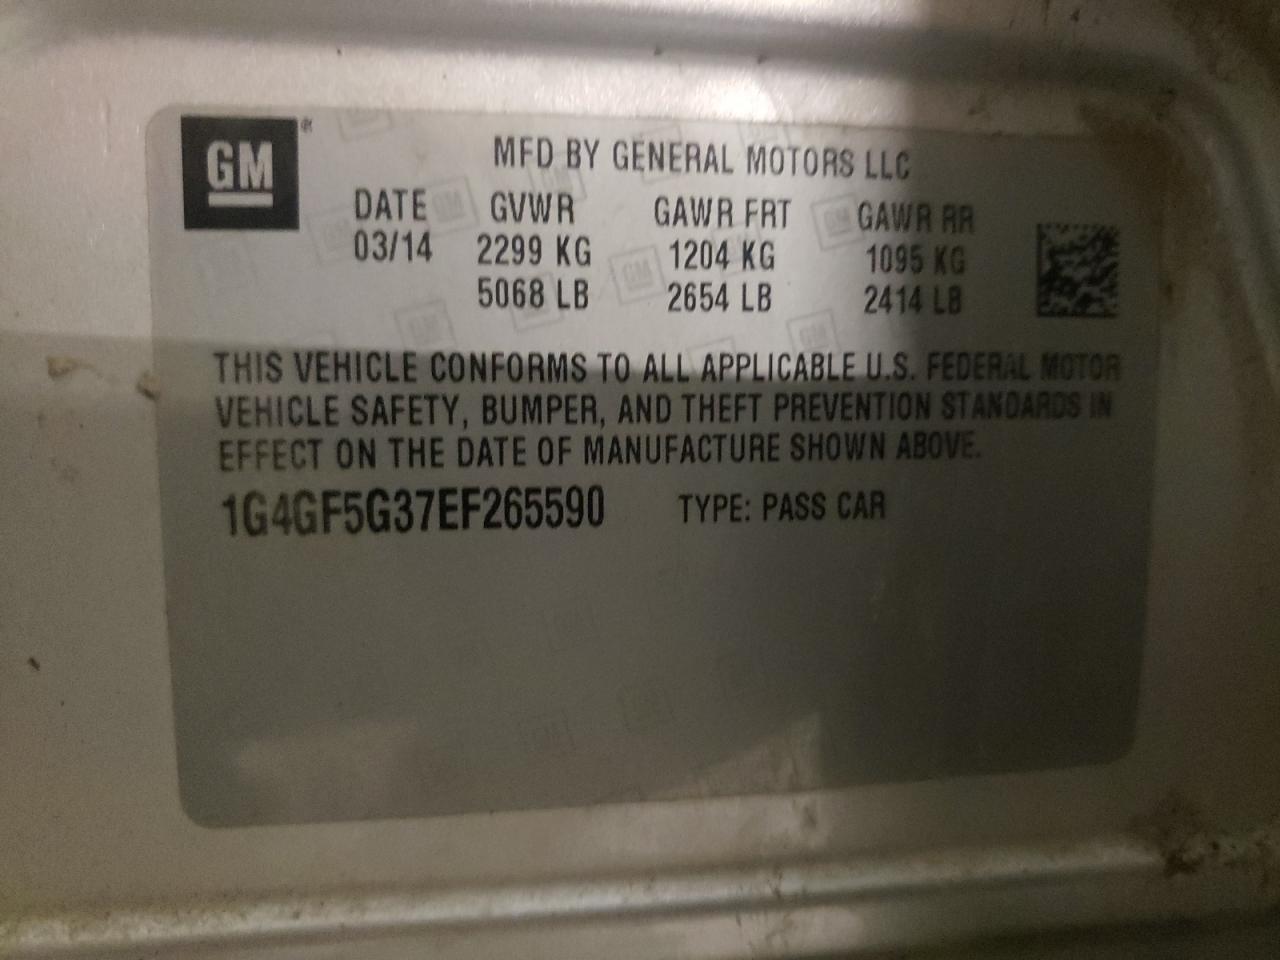 GM®
MFD BY GENERAL MOTORS LLC
DATE GVWR GAWR FRT GAWR RR
03/14 2299 KG 1204 KG 1095 KG
5068 LB 2654 LB 2414 LB
THIS VEHICLE CONFORMS TO ALL APPLICABLE U.S. FEDERAL MOTOR
VEHICLE SAFETY, BUMPER, AND THEFT PREVENTION STANDARDS IN
EFFECT ON THE DATE OF MANUFACTURE SHOWN ABOVE.
1G4GF5G37EF265590 TYPE: PASS CAR